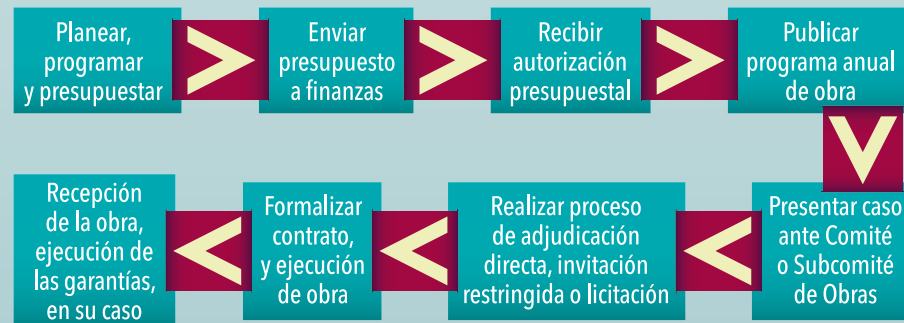 Planear,
programar
y presupuestar
Enviar
presupuesto
a finanzas
Recibir
autorización
presupuestal
Publicar
programa anual
de obra
Presentar caso
ante Comité
o Subcomité
de Obras
Realizar proceso
de adjudicación
directa, invitación
restringida o licitación
Formalizar
contrato,
y ejecución
de obra
Recepción
de la obra,
ejecución de
las garantías,
en su caso